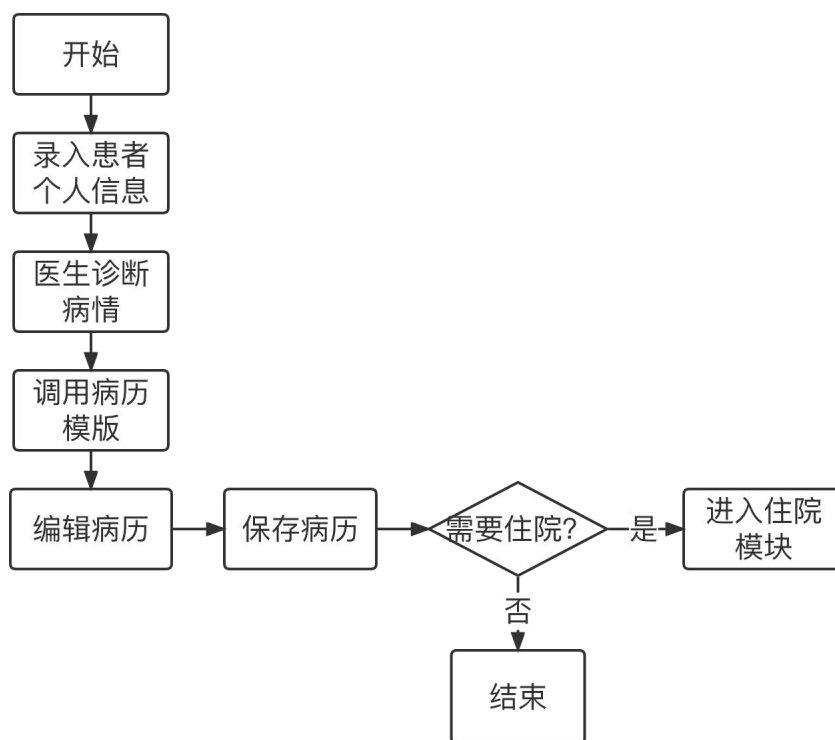 开始
录入患者
个人信息
医生诊断
病情
调用病历
模版
编辑病历
保存病历
需要住院?
是
进入住院
模块
否
结束